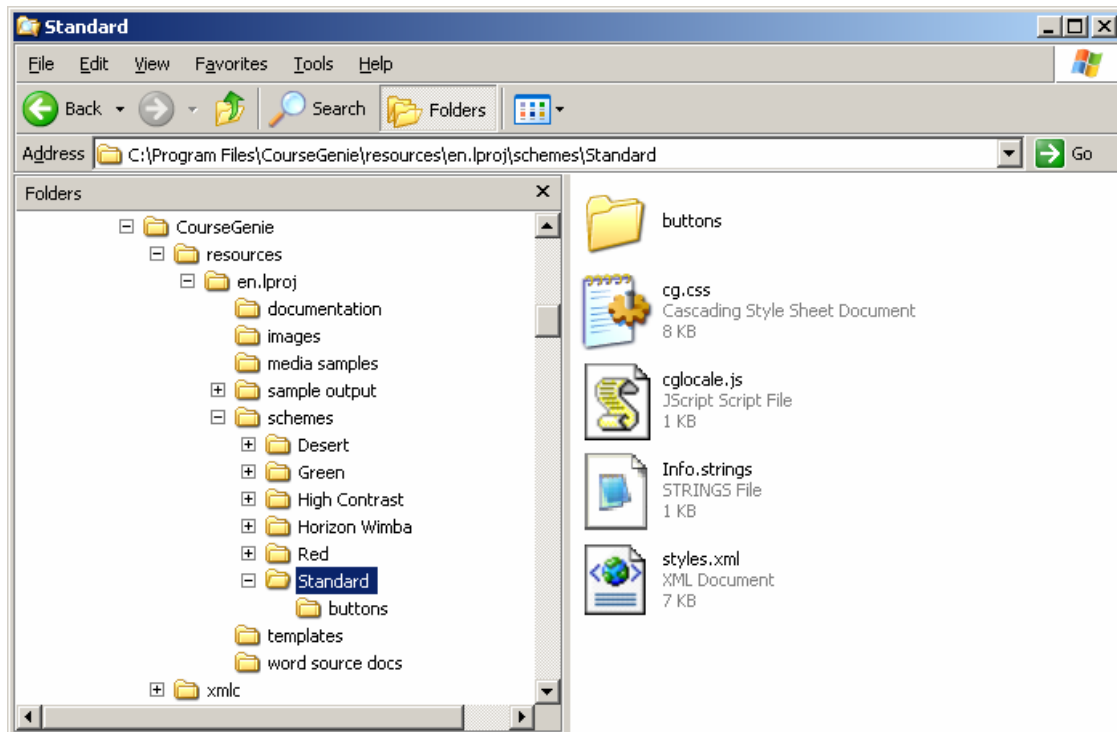 Standard
File Edit View Favorites Tools Help
Back Search Folders
Address C:\Program Files\CourseGenie\resources\en.lproj\schemes\Standard Go
Folders
CourseGenie
resources
en.lproj
documentation
images
media samples
sample output
schemes
Desert
Green
High Contrast
Horizon Wimba
Red
Standard
buttons
templates
word source docs
xmlc
buttons
cg.css
Cascading Style Sheet Document
8 KB
cglocale.js
JScript Script File
1 KB
Info.strings
STRINGS File
1 KB
styles.xml
XML Document
7 KB